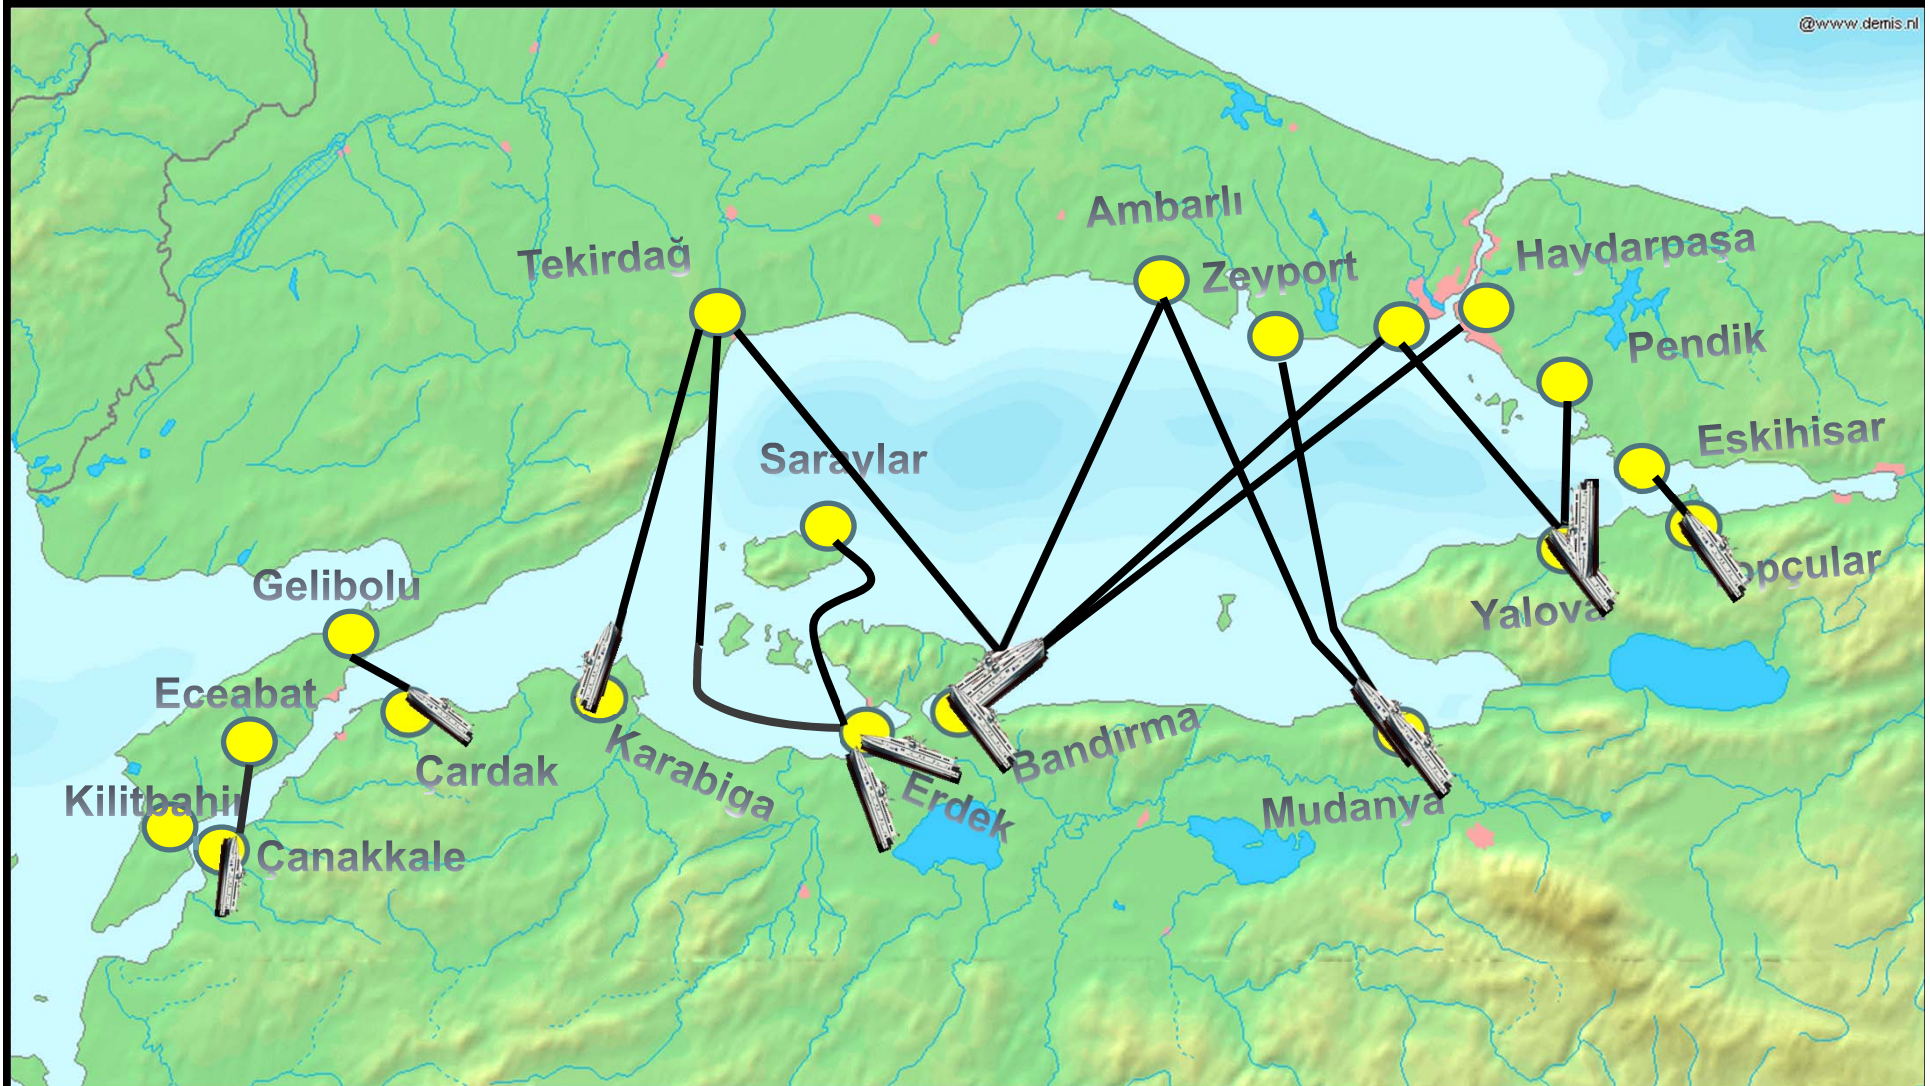 @www.demis.nl
Ambarlı
Haydarpaşa
Tekirdağ
Zeyport
Pendik
Saraylar
Eskihisar
Gelibolu
opçular
Yalova
Eceabat
Bandırma
Karabiga
Çardak
Erdek
Kilitbahir
Mudanya
Çanakkale